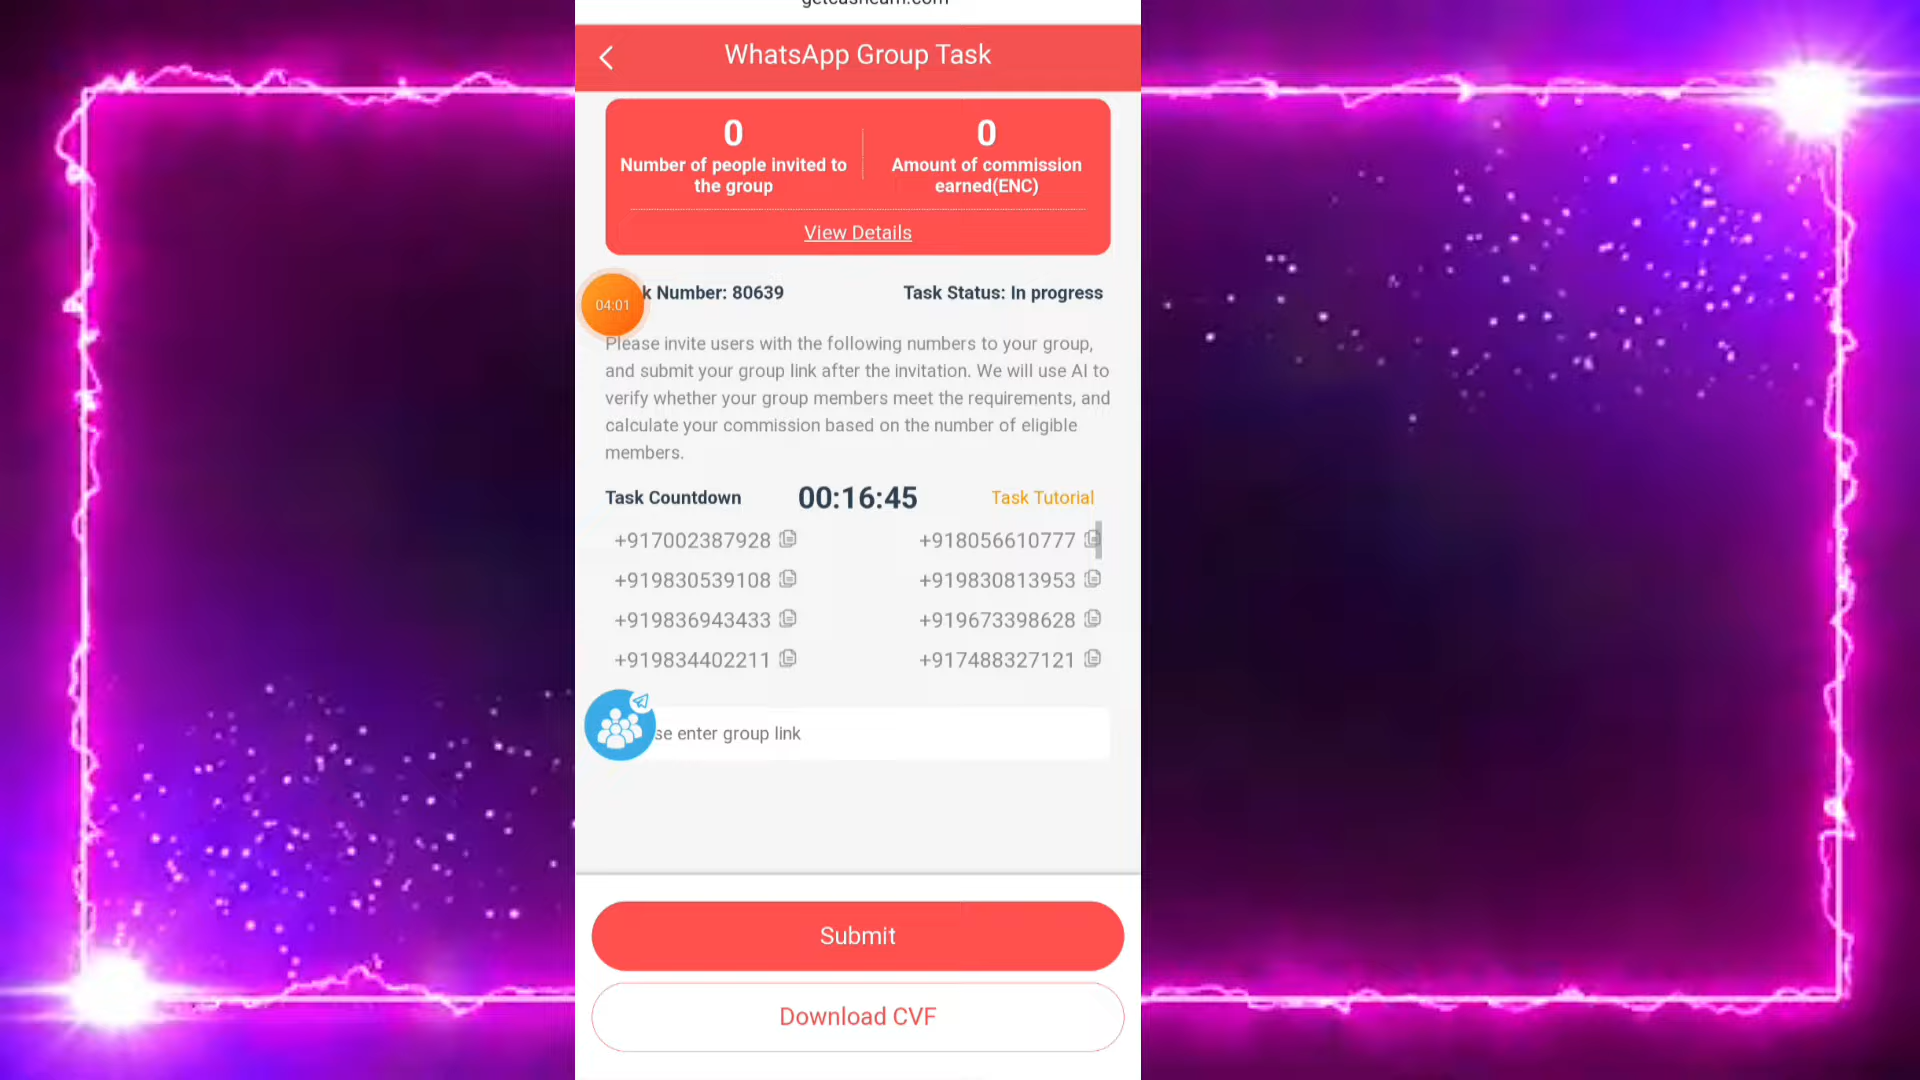 WhatsApp Group Task
0
0
Number of people invited to
the group
Amount of commission
earned(ENC)
View Details
04:01
k Number: 80639
Task Status: In progress
Please invite users with the following numbers to your group,
and submit your group link after the invitation. We will use AI to
verify whether your group members meet the requirements, and
calculate your commission based on the number of eligible
members.
Task Countdown
00:16:45
Task Tutorial
+917002387928
+918056610777
+919830539108
+919830813953
+919836943433
+919673398628
+919834402211
+917488327121
se enter group link
Submit
Download CVF